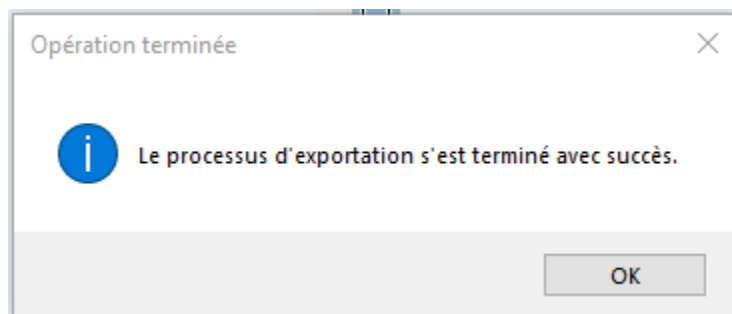 Opération terminée
Le processus d'exportation s'est terminé avec succès.
OK